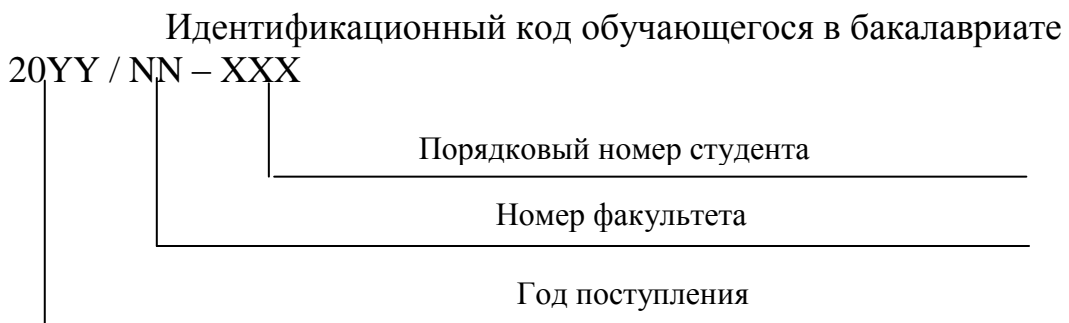 Идентификационный код обучающегося в бакалавриате
20YY / NN – XXX
Порядковый номер студента
Номер факультета
Год поступления